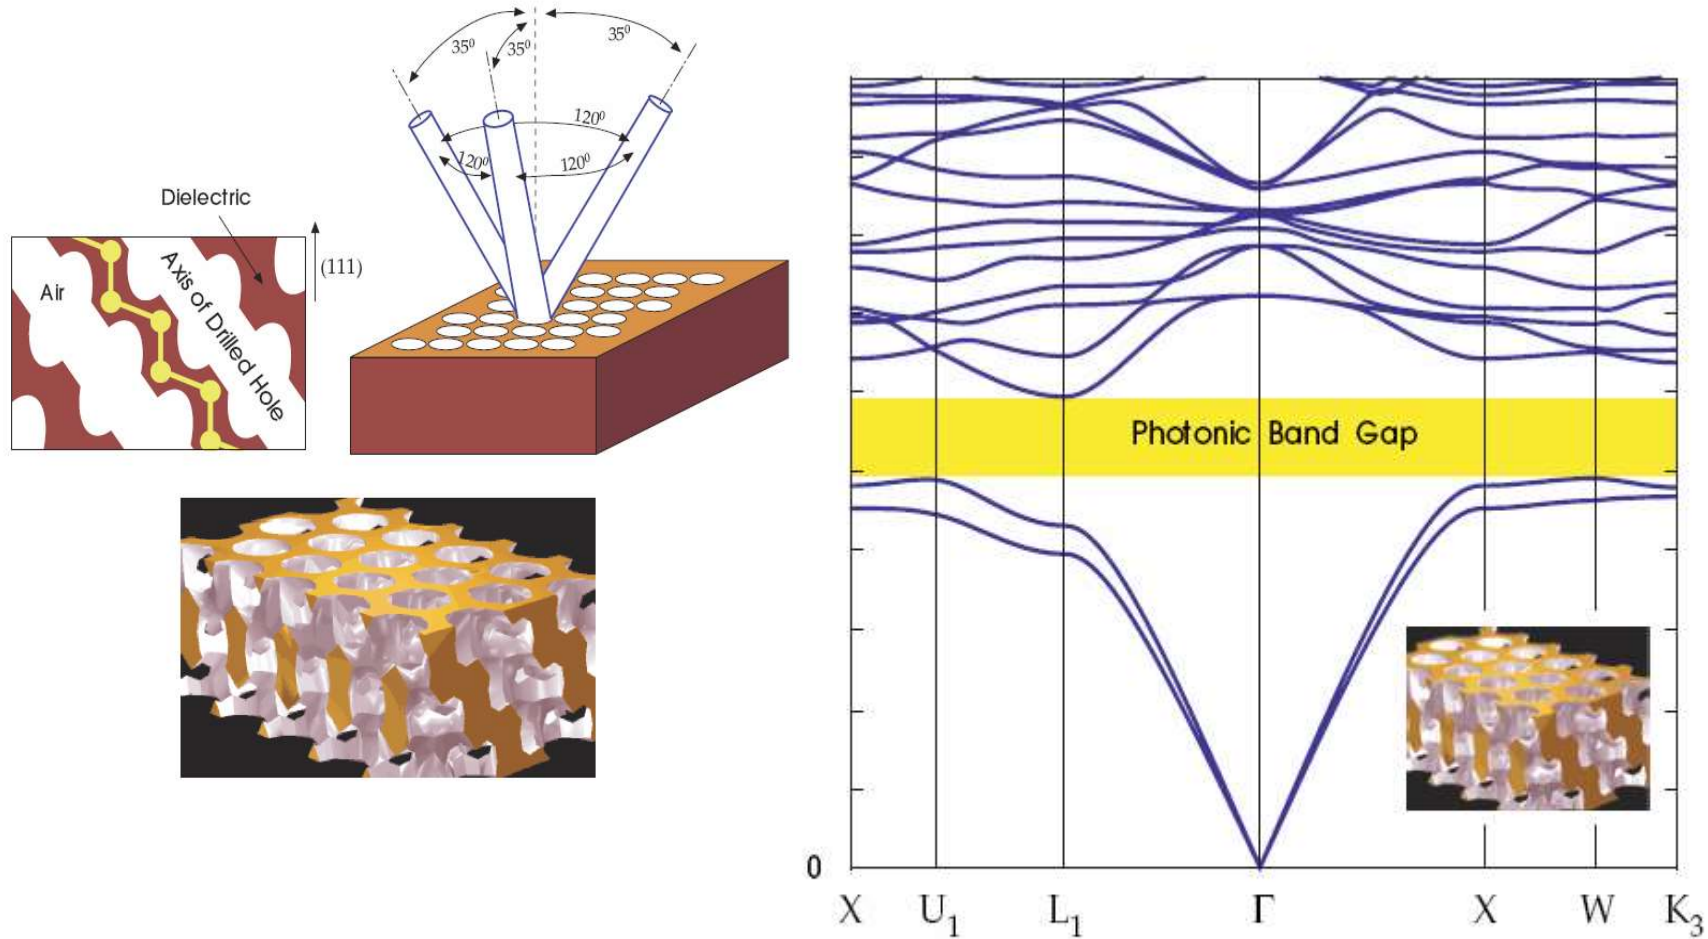 35⁰
35⁰
35⁰
120⁰
120⁰
120⁰
Dielectric
(111)
Air
Axis of Drilled Hole
Photonic Band Gap
0
X U₁ L₁ Γ X W K₃